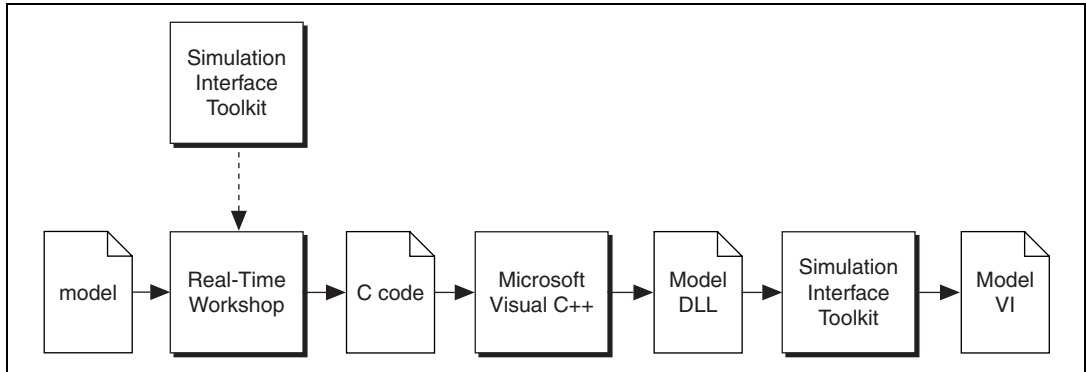 Simulation
Interface
Toolkit
model
Real-Time
Workshop
C code
Microsoft
Visual C++
Model
DLL
Simulation
Interface
Toolkit
Model
VI